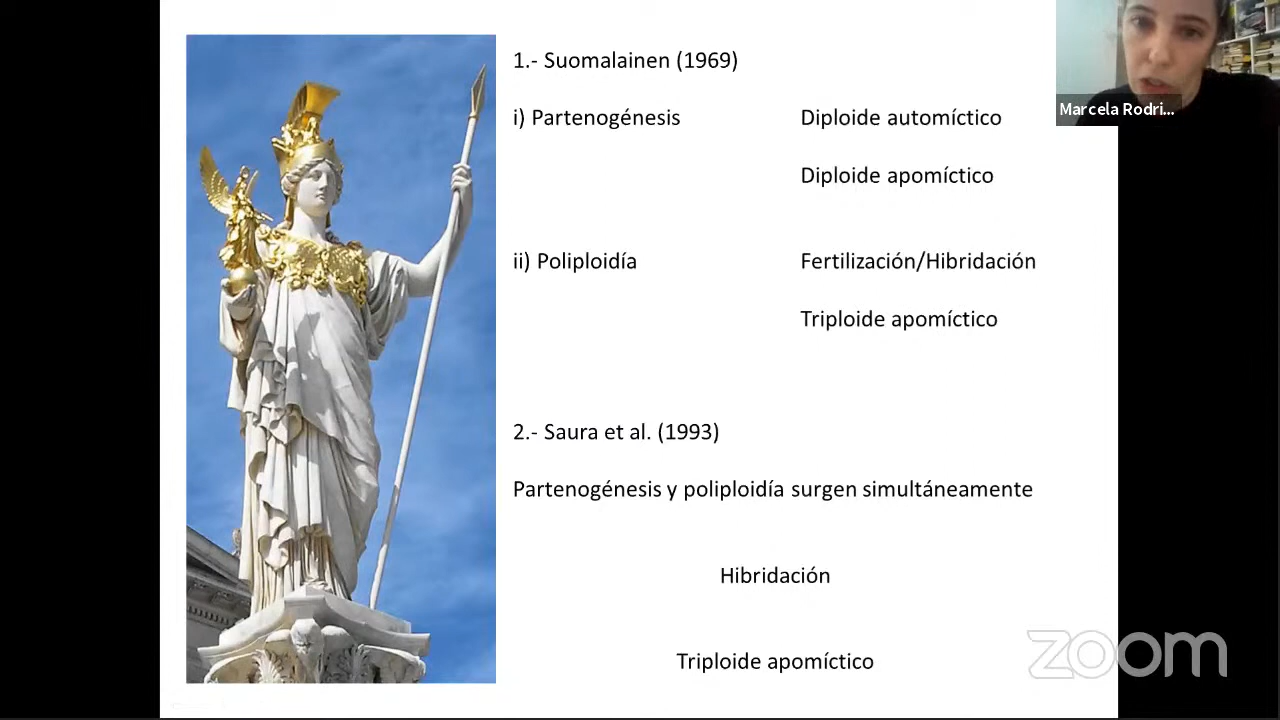 1.- Suomalainen (1969)
Marcela Rodri...
i) Partenogénesis Diploide automíctico
Diploide apomíctico
ii) Poliploidía Fertilización/Hibridación
Triploide apomíctico
2.- Saura et al. (1993)
Partenogénesis y poliploidía surgen simultáneamente
Hibridación
Triploide apomíctico
zoom